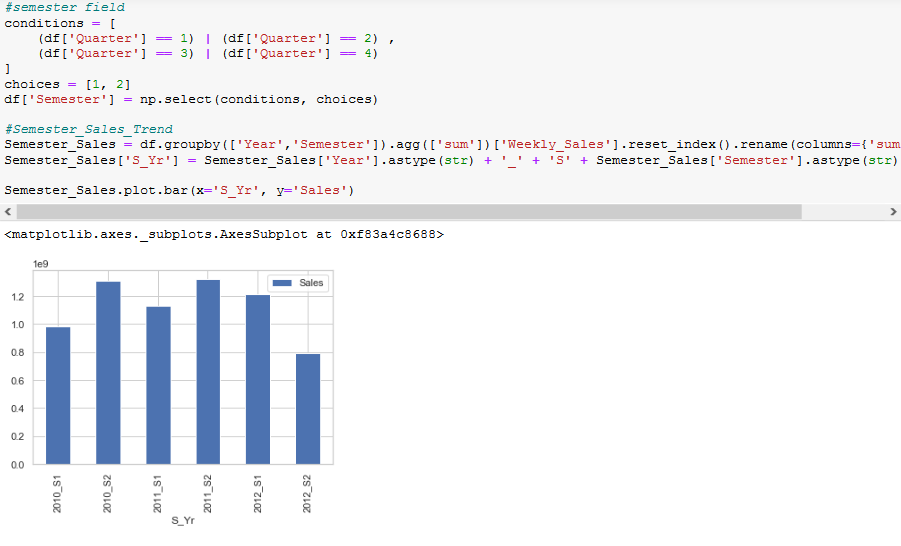 #semester field
conditions = [
    (df['Quarter'] == 1) | (df['Quarter'] == 2) ,
    (df['Quarter'] == 3) | (df['Quarter'] == 4)
]
choices = [1, 2]
df['Semester'] = np.select(conditions, choices)
#Semester_Sales_Trend
Semester_Sales = df.groupby(['Year','Semester']).agg(['sum'])['Weekly_Sales'].reset_index().rename(columns={'sum
Semester_Sales['S_Yr'] = Semester_Sales['Year'].astype(str) + '_' + 'S' + Semester_Sales['Semester'].astype(str)
Semester_Sales.plot.bar(x='S_Yr', y='Sales')
<matplotlib.axes._subplots.AxesSubplot at 0xf83a4c8688>
1e9
Sales
1.2
1.0
0.8
0.6
0.4
0.2
0.0
2010_S1
2010_S2
2011_S1
2011_S2
2012_S1
2012_S2
S_Yr